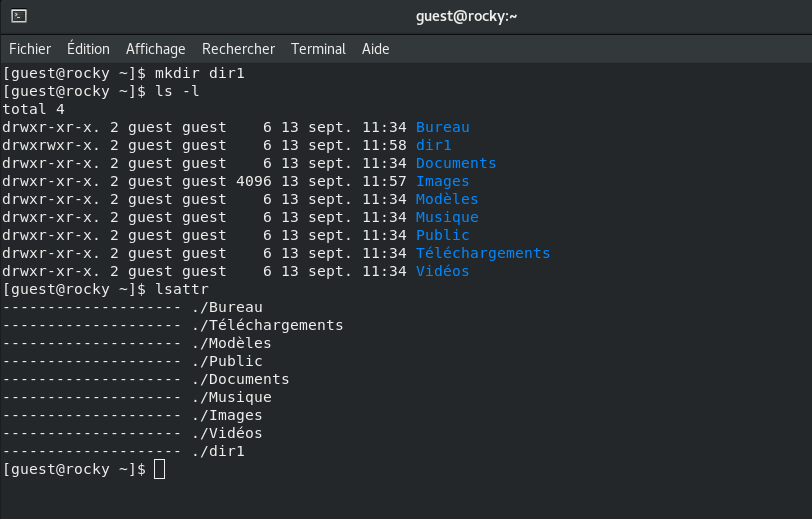 guest@rocky:~
Fichier Édition Affichage Rechercher Terminal Aide
[guest@rocky ~]$ mkdir dir1
[guest@rocky ~]$ ls -l
total 4
drwxr-xr-x. 2 guest guest    6 13 sept. 11:34 Bureau
drwxrwxr-x. 2 guest guest    6 13 sept. 11:58 dir1
drwxr-xr-x. 2 guest guest    6 13 sept. 11:34 Documents
drwxr-xr-x. 2 guest guest 4096 13 sept. 11:57 Images
drwxr-xr-x. 2 guest guest    6 13 sept. 11:34 Modèles
drwxr-xr-x. 2 guest guest    6 13 sept. 11:34 Musique
drwxr-xr-x. 2 guest guest    6 13 sept. 11:34 Public
drwxr-xr-x. 2 guest guest    6 13 sept. 11:34 Téléchargements
drwxr-xr-x. 2 guest guest    6 13 sept. 11:34 Vidéos
[guest@rocky ~]$ lsattr
-------------------- ./Bureau
-------------------- ./Téléchargements
-------------------- ./Modèles
-------------------- ./Public
-------------------- ./Documents
-------------------- ./Musique
-------------------- ./Images
-------------------- ./Vidéos
-------------------- ./dir1
[guest@rocky ~]$